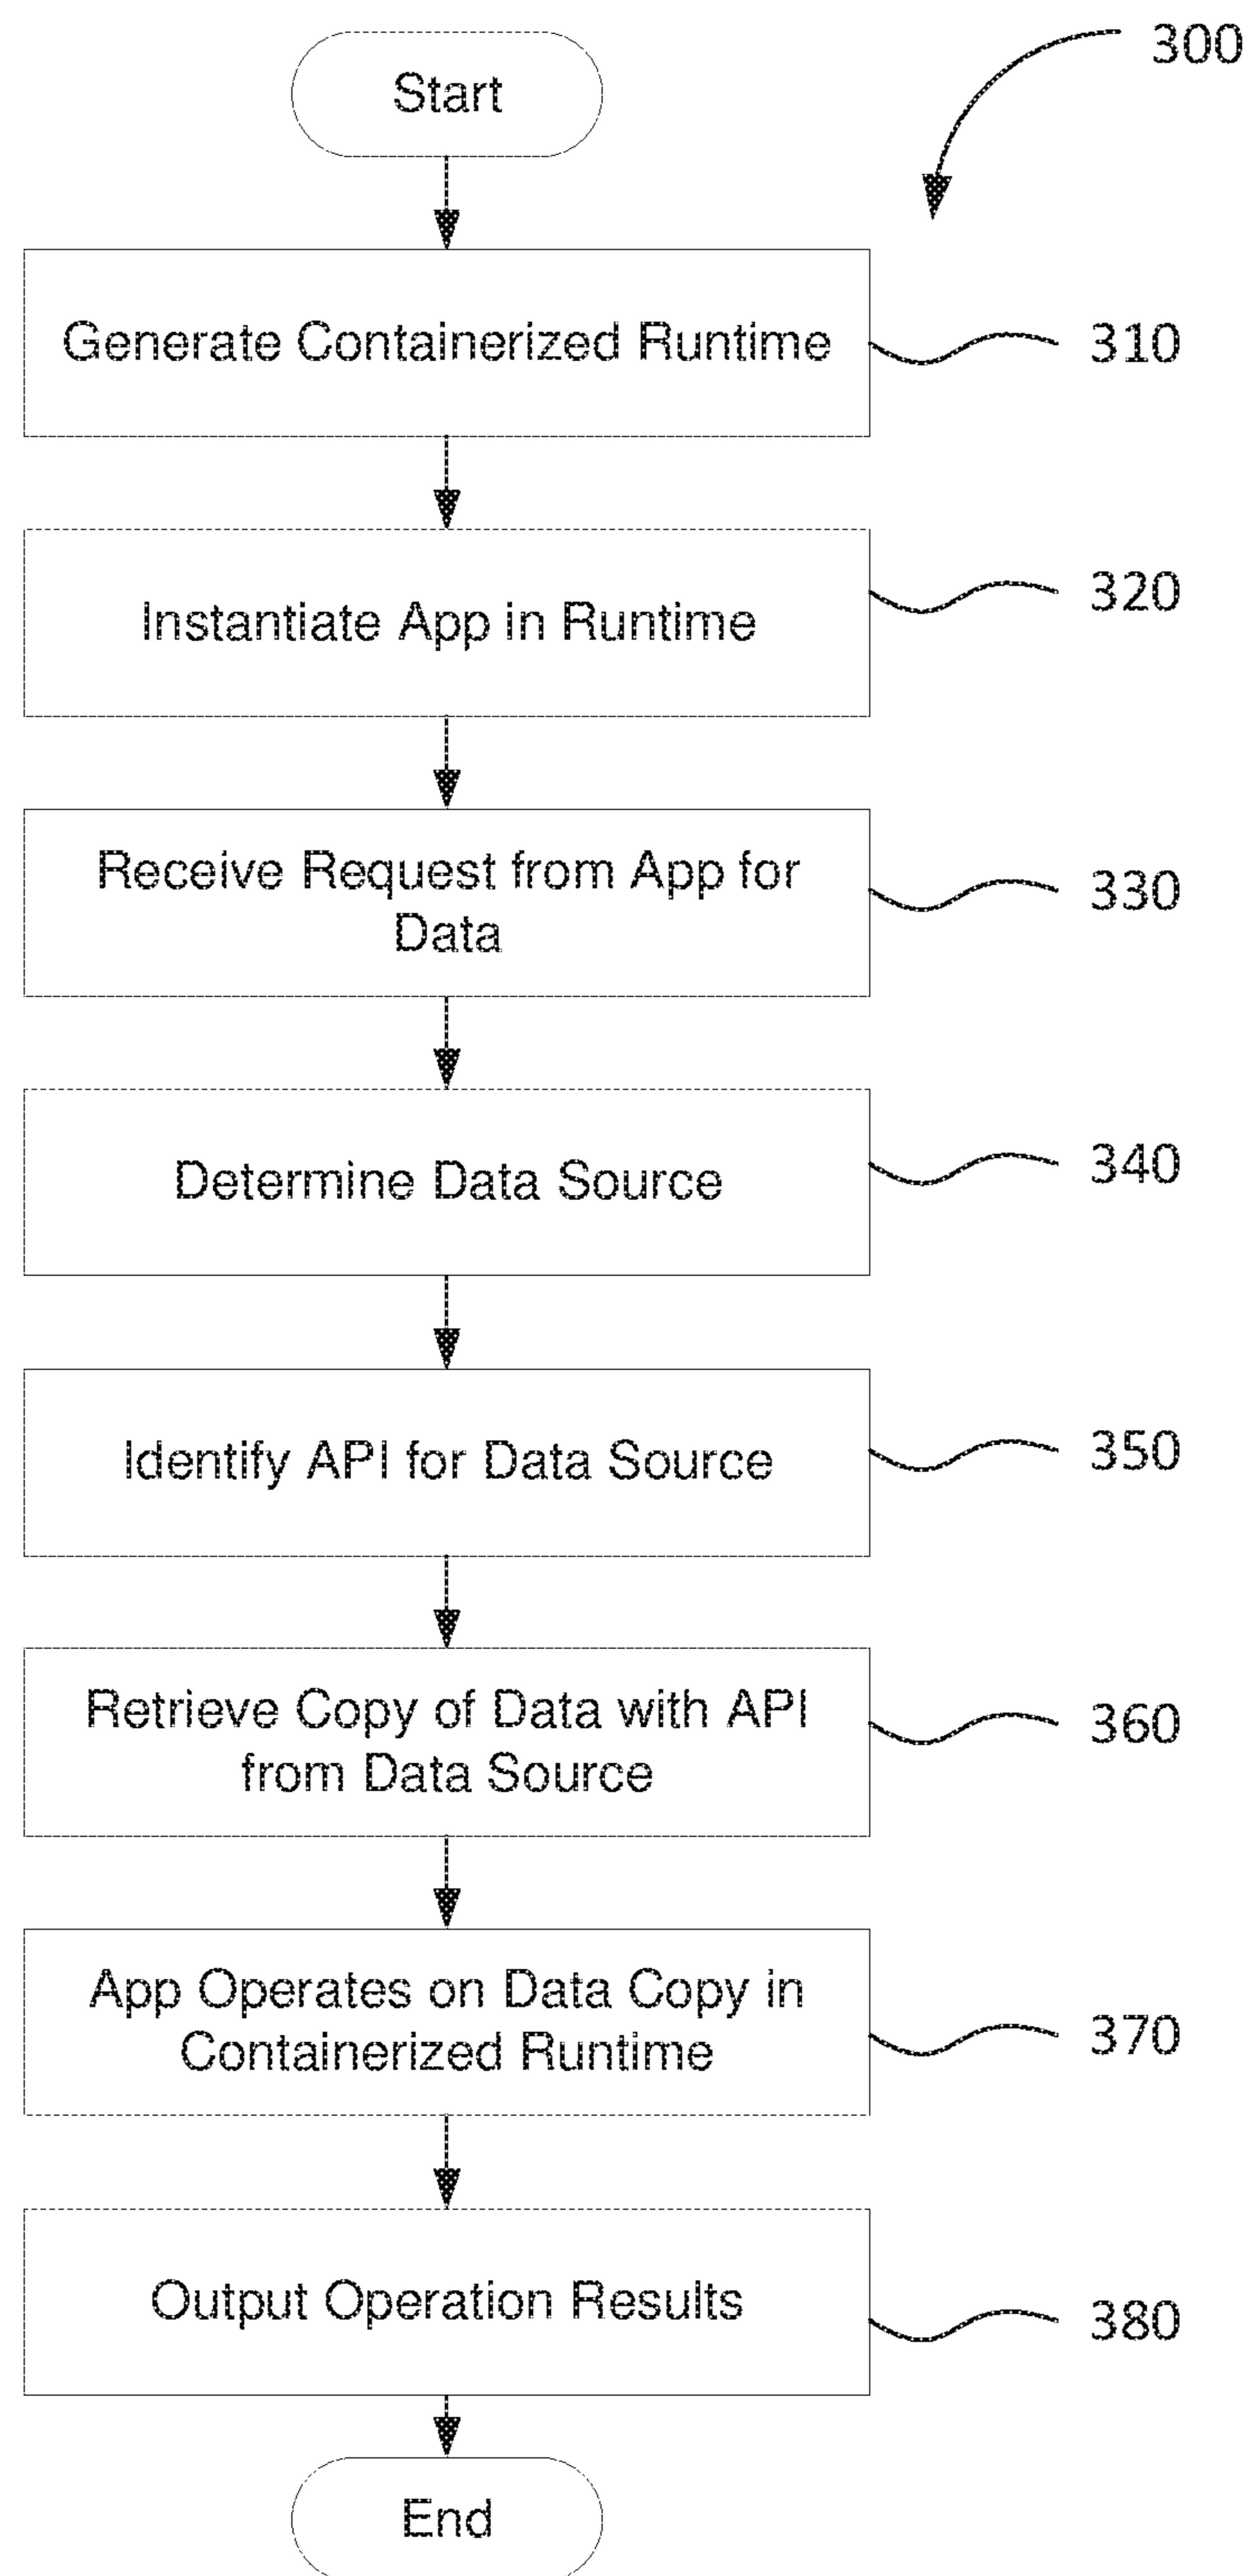 300
Start
Generate Containerized Runtime
310
Instantiate App in Runtime
320
Receive Request from App for
Data
330
Determine Data Source
340
Identify API for Data Source
350
Retrieve Copy of Data with API
from Data Source
360
App Operates on Data Copy in
Containerized Runtime
370
Output Operation Results
380
End